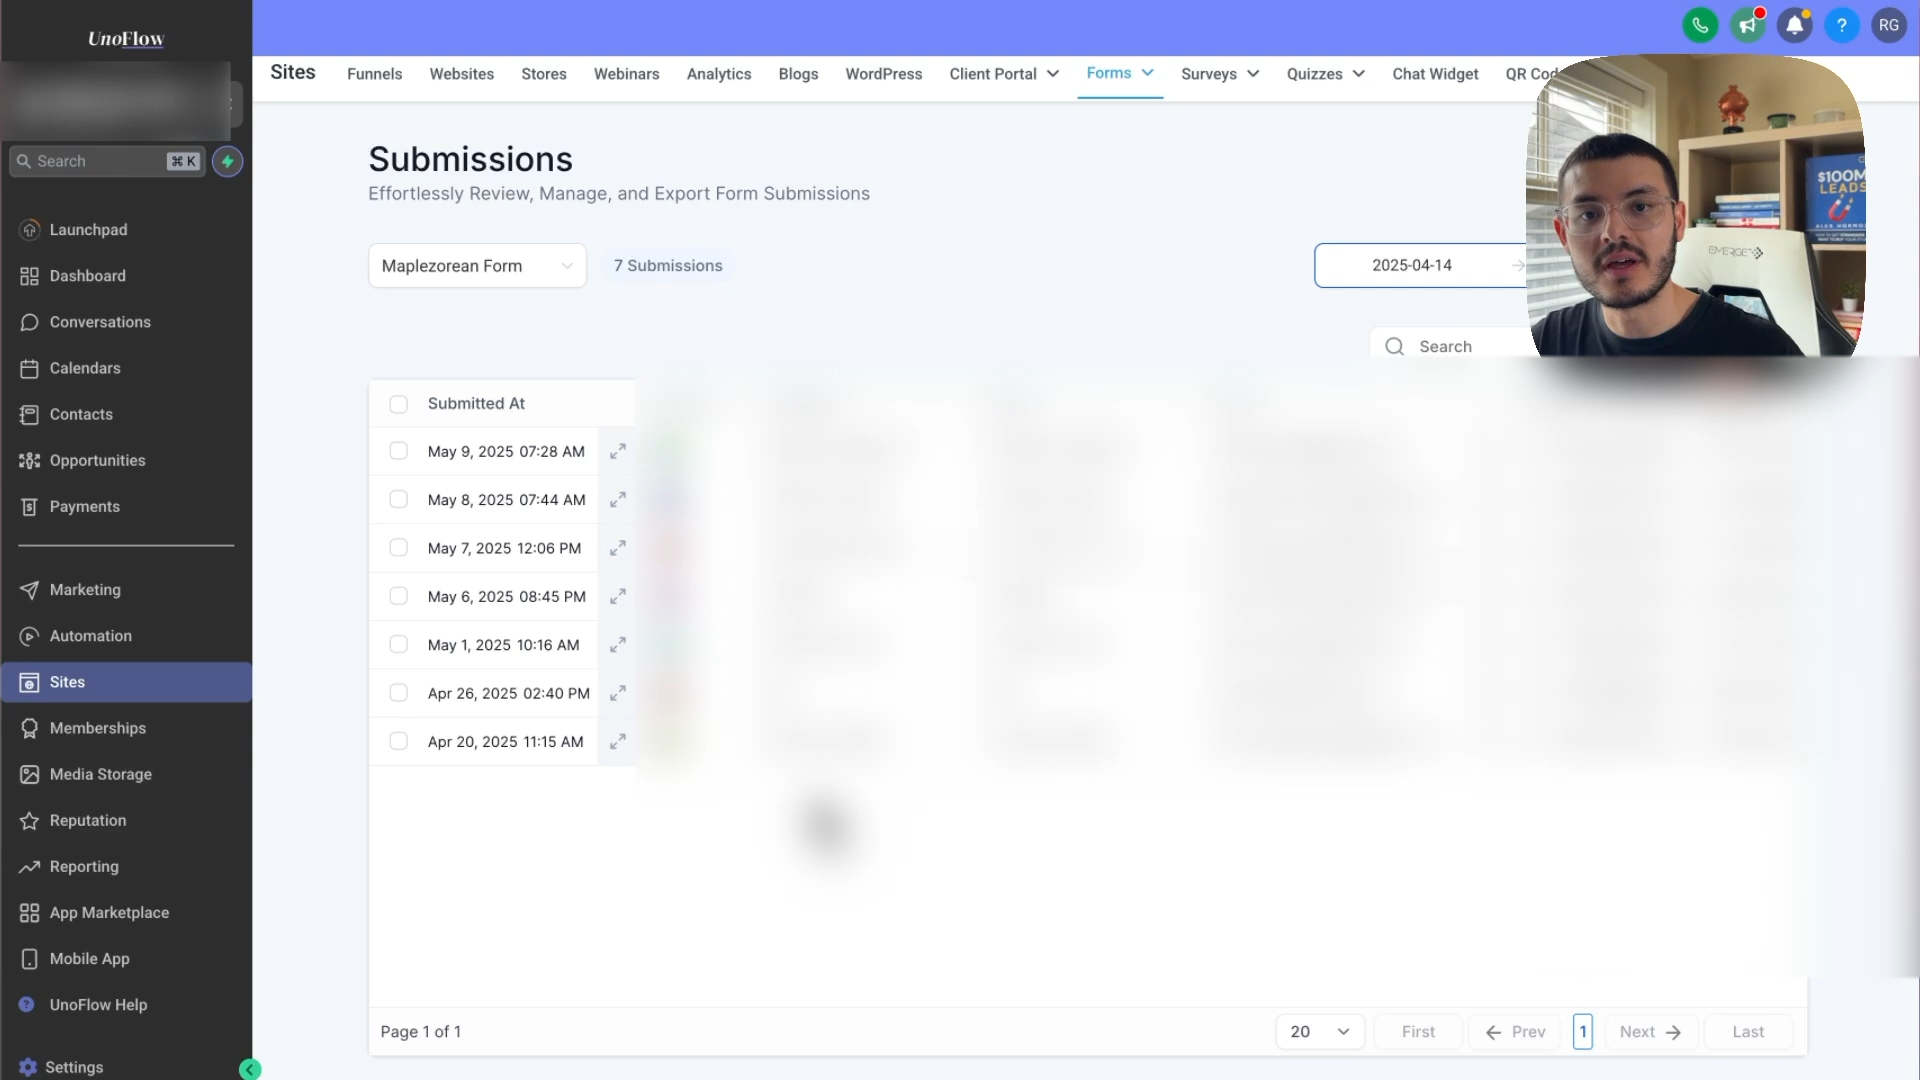 UnoFlow
Search
⌘ K
Launchpad
Dashboard
Conversations
Calendars
Contacts
Opportunities
Payments
Marketing
Automation
Sites
Memberships
Media Storage
Reputation
Reporting
App Marketplace
Mobile App
? UnoFlow Help
Settings
? RG
Sites Funnels Websites Stores Webinars Analytics Blogs WordPress Client Portal Forms Surveys Quizzes Chat Widget QR Cod
Submissions
Effortlessly Review, Manage, and Export Form Submissions
Maplezorean Form 7 Submissions 2025-04-14
Search
Submitted At
May 9, 2025 07:28 AM
May 8, 2025 07:44 AM
May 7, 2025 12:06 PM
May 6, 2025 08:45 PM
May 1, 2025 10:16 AM
Apr 26, 2025 02:40 PM
Apr 20, 2025 11:15 AM
Page 1 of 1 20 First Prev 1 Next Last
$100M
LEADS
ALEX HORMOZI
EMERGE